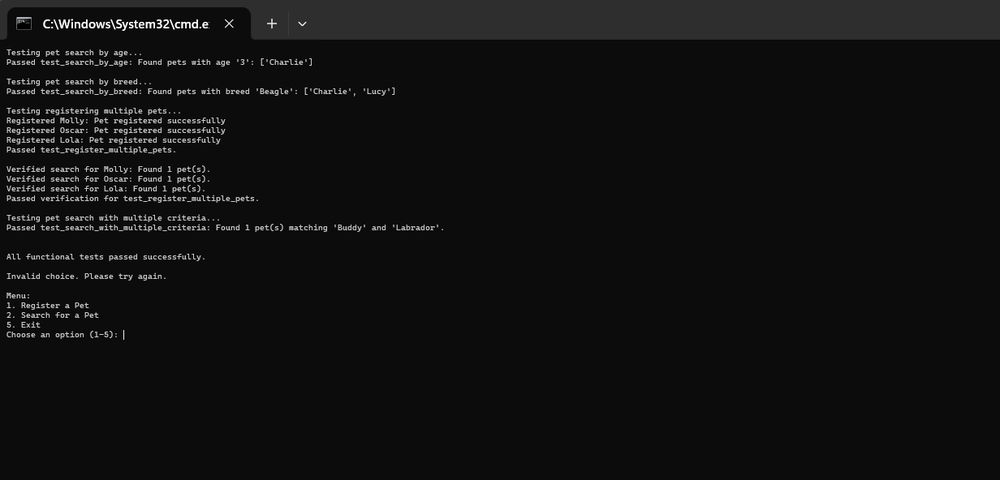 C:\Windows\System32\cmd.e
Testing pet search by age...
Passed test_search_by_age: Found pets with age '3': ['Charlie']
Testing pet search by breed...
Passed test_search_by_breed: Found pets with breed 'Beagle': ['Charlie', 'Lucy']
Testing registering multiple pets...
Registered Molly: Pet registered successfully
Registered Oscar: Pet registered successfully
Registered Lola: Pet registered successfully
Passed test_register_multiple_pets.
Verified search for Molly: Found 1 pet(s).
Verified search for Oscar: Found 1 pet(s).
Verified search for Lola: Found 1 pet(s).
Passed verification for test_register_multiple_pets.
Testing pet search with multiple criteria...
Passed test_search_with_multiple_criteria: Found 1 pet(s) matching 'Buddy' and 'Labrador'.
All functional tests passed successfully.
Invalid choice. Please try again.
Menu:
1. Register a Pet
2. Search for a Pet
5. Exit
Choose an option (1-5):